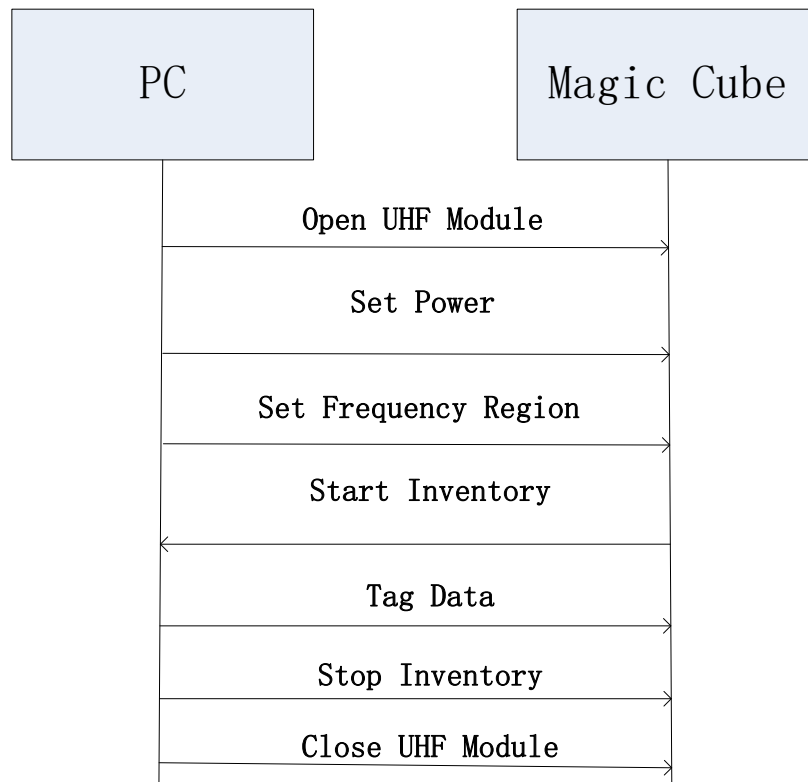 PC
Magic Cube
Open UHF Module
Set Power
Set Frequency Region
Start Inventory
Tag Data
Stop Inventory
Close UHF Module